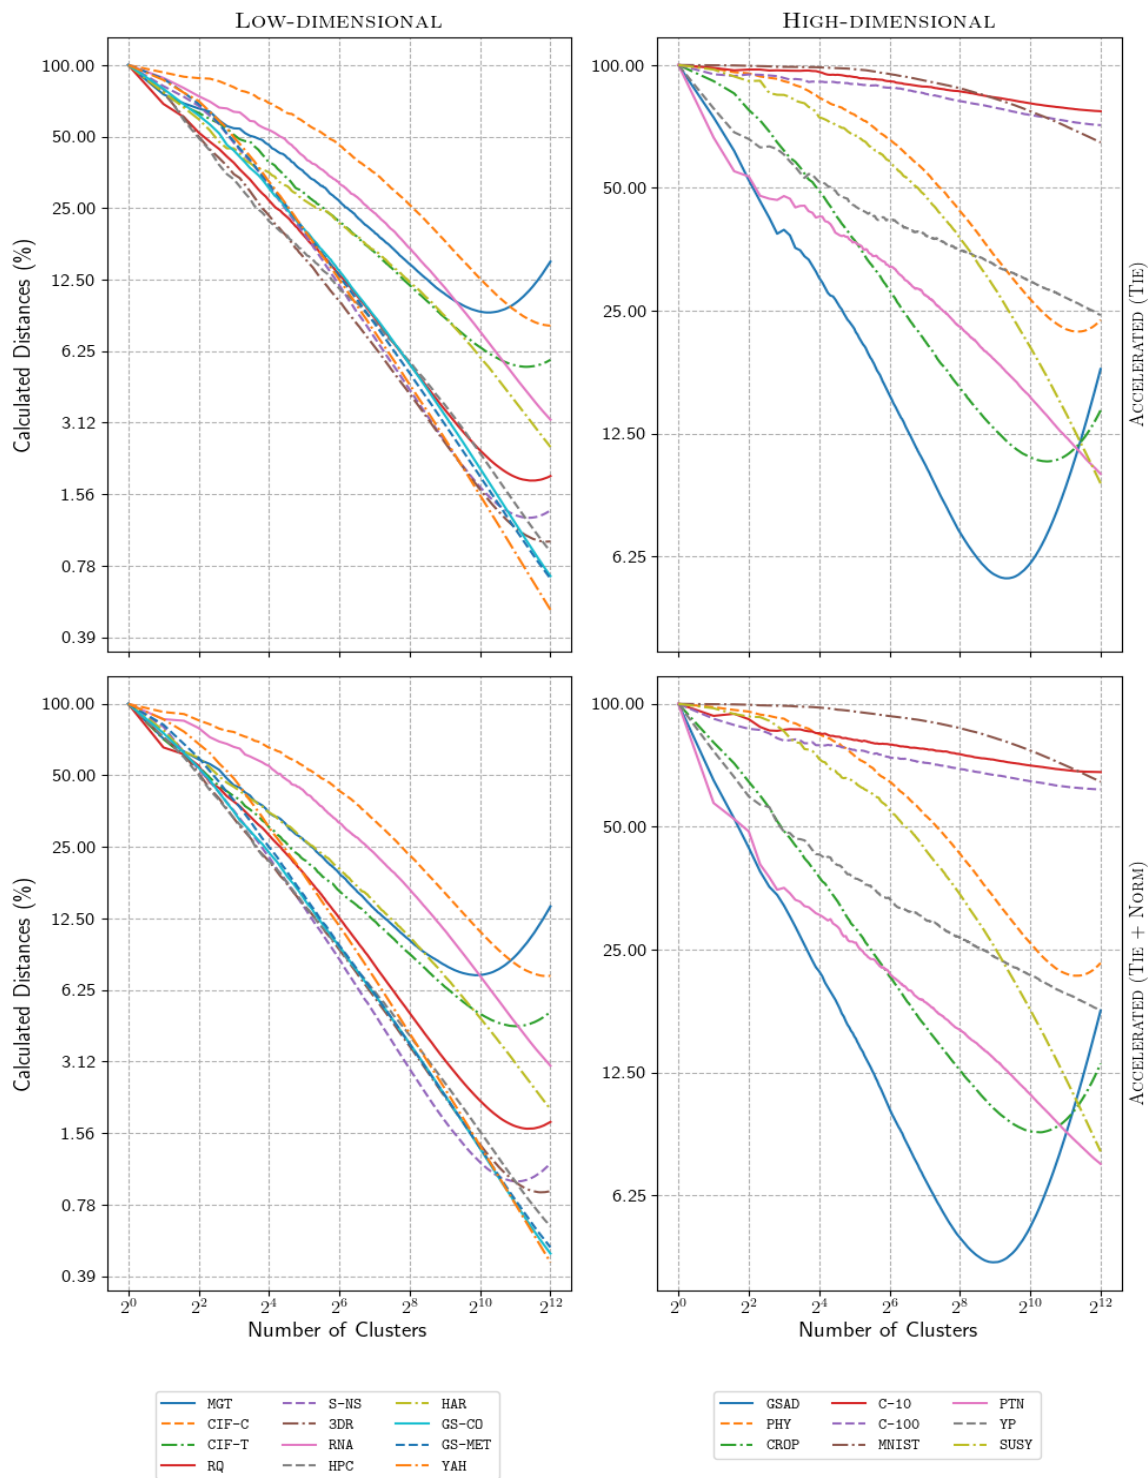 LOW-DIMENSIONAL
HIGH-DIMENSIONAL
100.00
50.00
25.00
12.50
6.25
3.12
1.56
0.78
0.39
Calculated Distances (%)
100.00
50.00
25.00
12.50
6.25
ACCELERATED (TIE)
100.00
50.00
25.00
12.50
6.25
3.12
1.56
0.78
0.39
Calculated Distances (%)
2^0 2^2 2^4 2^6 2^8 2^10 2^12
Number of Clusters
100.00
50.00
25.00
12.50
6.25
ACCELERATED (TIE + NORM)
2^0 2^2 2^4 2^6 2^8 2^10 2^12
Number of Clusters
MGT S-NS HAR
CIF-C 3DR GS-CO
CIF-T RNA GS-MET
RQ HPC YAH
GSAD C-10 PTN
PHY C-100 YP
CROP MNIST SUSY